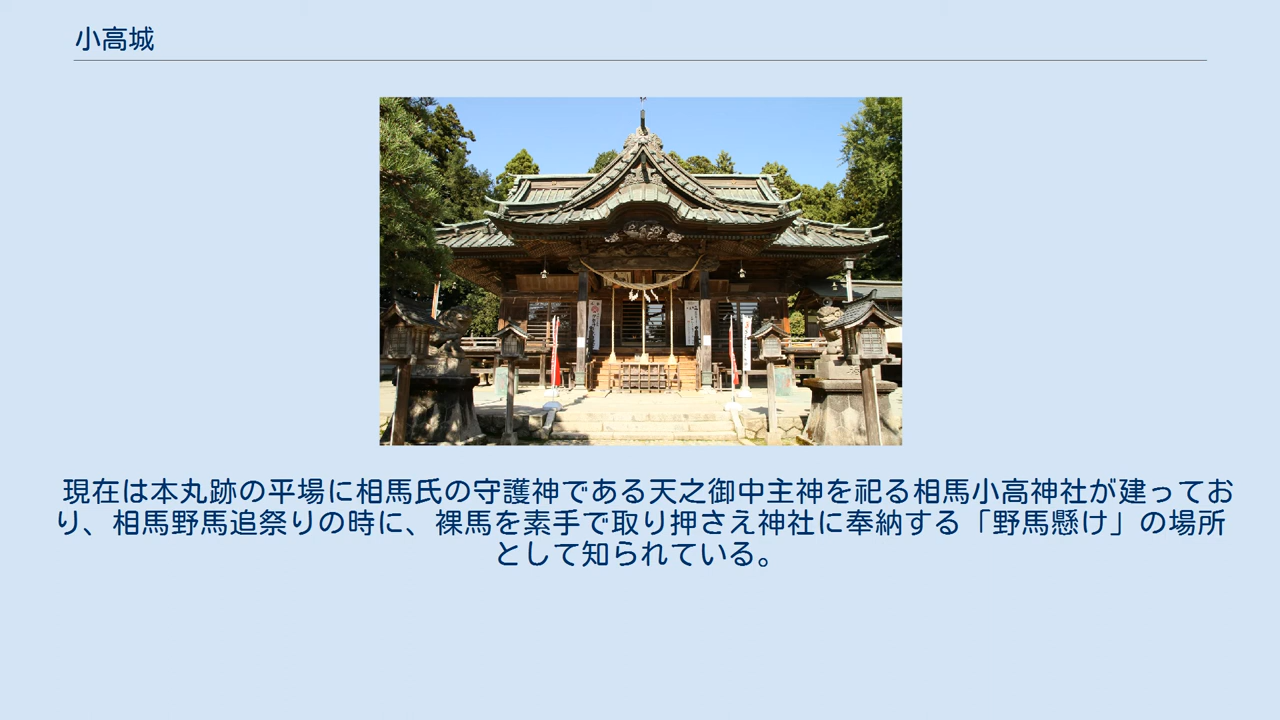 小高城
現在は本丸跡の平場に相馬氏の守護神である天之御中主神を祀る相馬小高神社が建ってお
り、相馬野馬追祭りの時に、裸馬を素手で取り押さえ神社に奉納する「野馬懸け」の場所
として知られている。